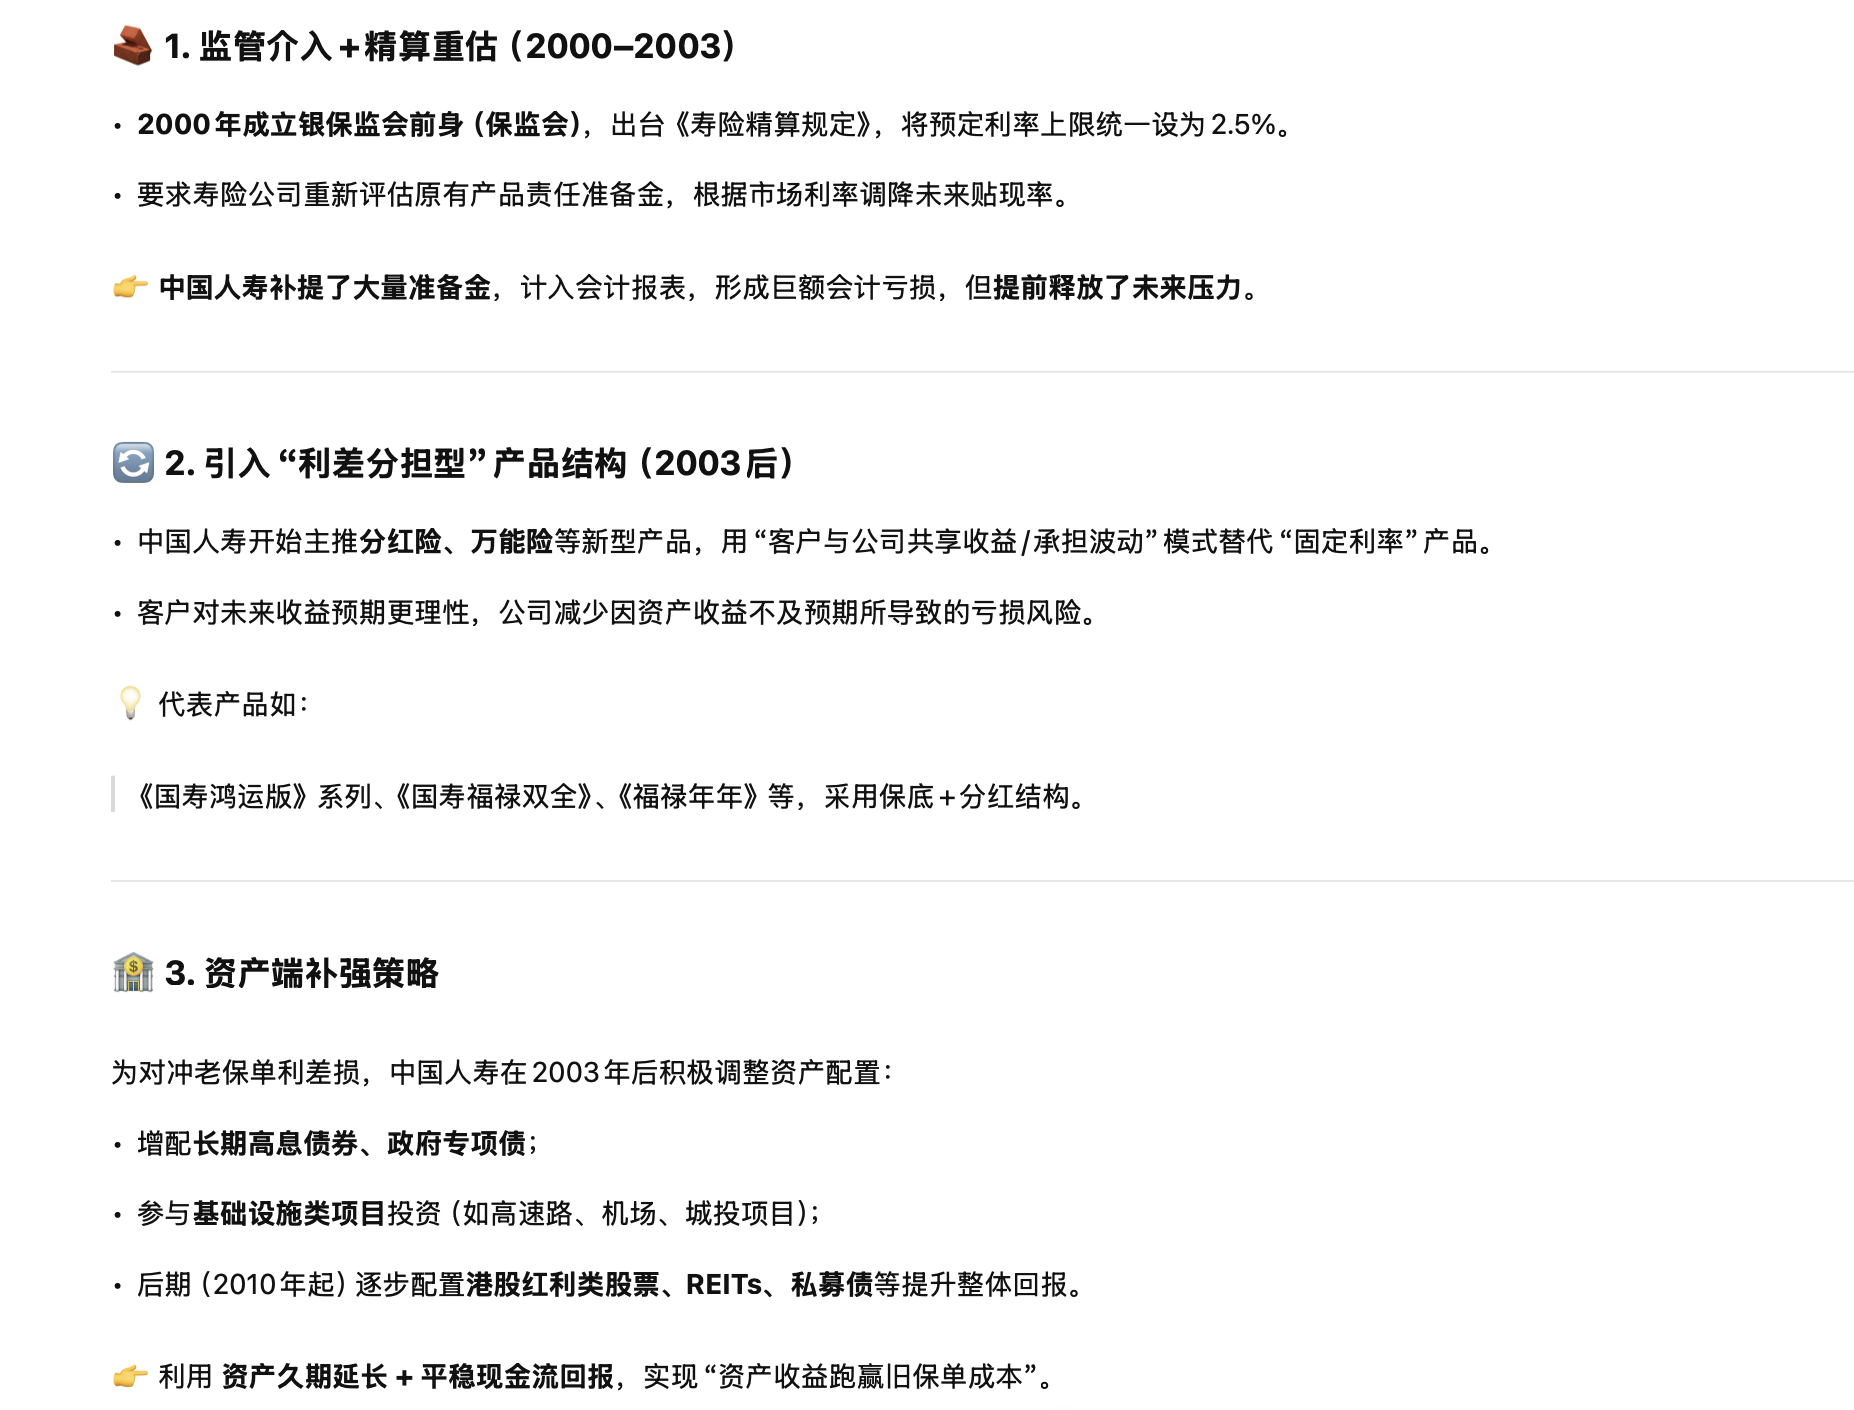 1. 监管介入+精算重估（2000–2003）
• 2000年成立银保监会前身（保监会），出台《寿险精算规定》，将预定利率上限统一设为2.5%。
• 要求寿险公司重新评估原有产品责任准备金，根据市场利率调降未来贴现率。
👉 中国人寿补提了大量准备金，计入会计报表，形成巨额会计亏损，但提前释放了未来压力。
2. 引入“利差分担型”产品结构（2003后）
• 中国人寿开始主推分红险、万能险等新型产品，用“客户与公司共享收益/承担波动”模式替代“固定利率”产品。
• 客户对未来收益预期更理性，公司减少因资产收益不及预期所导致的亏损风险。
💡 代表产品如：
《国寿鸿运版》系列、《国寿福禄双全》、《福禄年年》等，采用保底+分红结构。
3. 资产端补强策略
为对冲老保单利差损，中国人寿在2003年后积极调整资产配置：
• 增配长期高息债券、政府专项债；
• 参与基础设施类项目投资（如高速路、机场、城投项目）；
• 后期（2010年起）逐步配置港股红利类股票、REITs、私募债等提升整体回报。
👉 利用 资产久期延长 + 平稳现金流回报，实现“资产收益跑赢旧保单成本”。